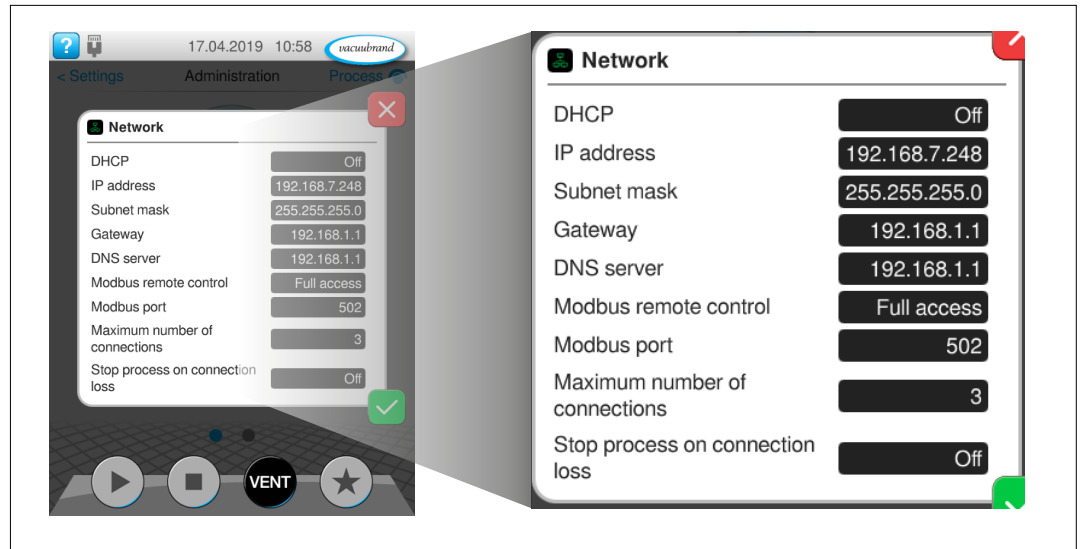 ? 17.04.2019 10:58 vacuubrand
< Settings Administration Process
Network
DHCP Off
IP address 192.168.7.248
Subnet mask 255.255.255.0
Gateway 192.168.1.1
DNS server 192.168.1.1
Modbus remote control Full access
Modbus port 502
Maximum number of
connections 3
Stop process on connection
loss Off
VENT
Network
DHCP Off
IP address 192.168.7.248
Subnet mask 255.255.255.0
Gateway 192.168.1.1
DNS server 192.168.1.1
Modbus remote control Full access
Modbus port 502
Maximum number of
connections 3
Stop process on connection
loss Off